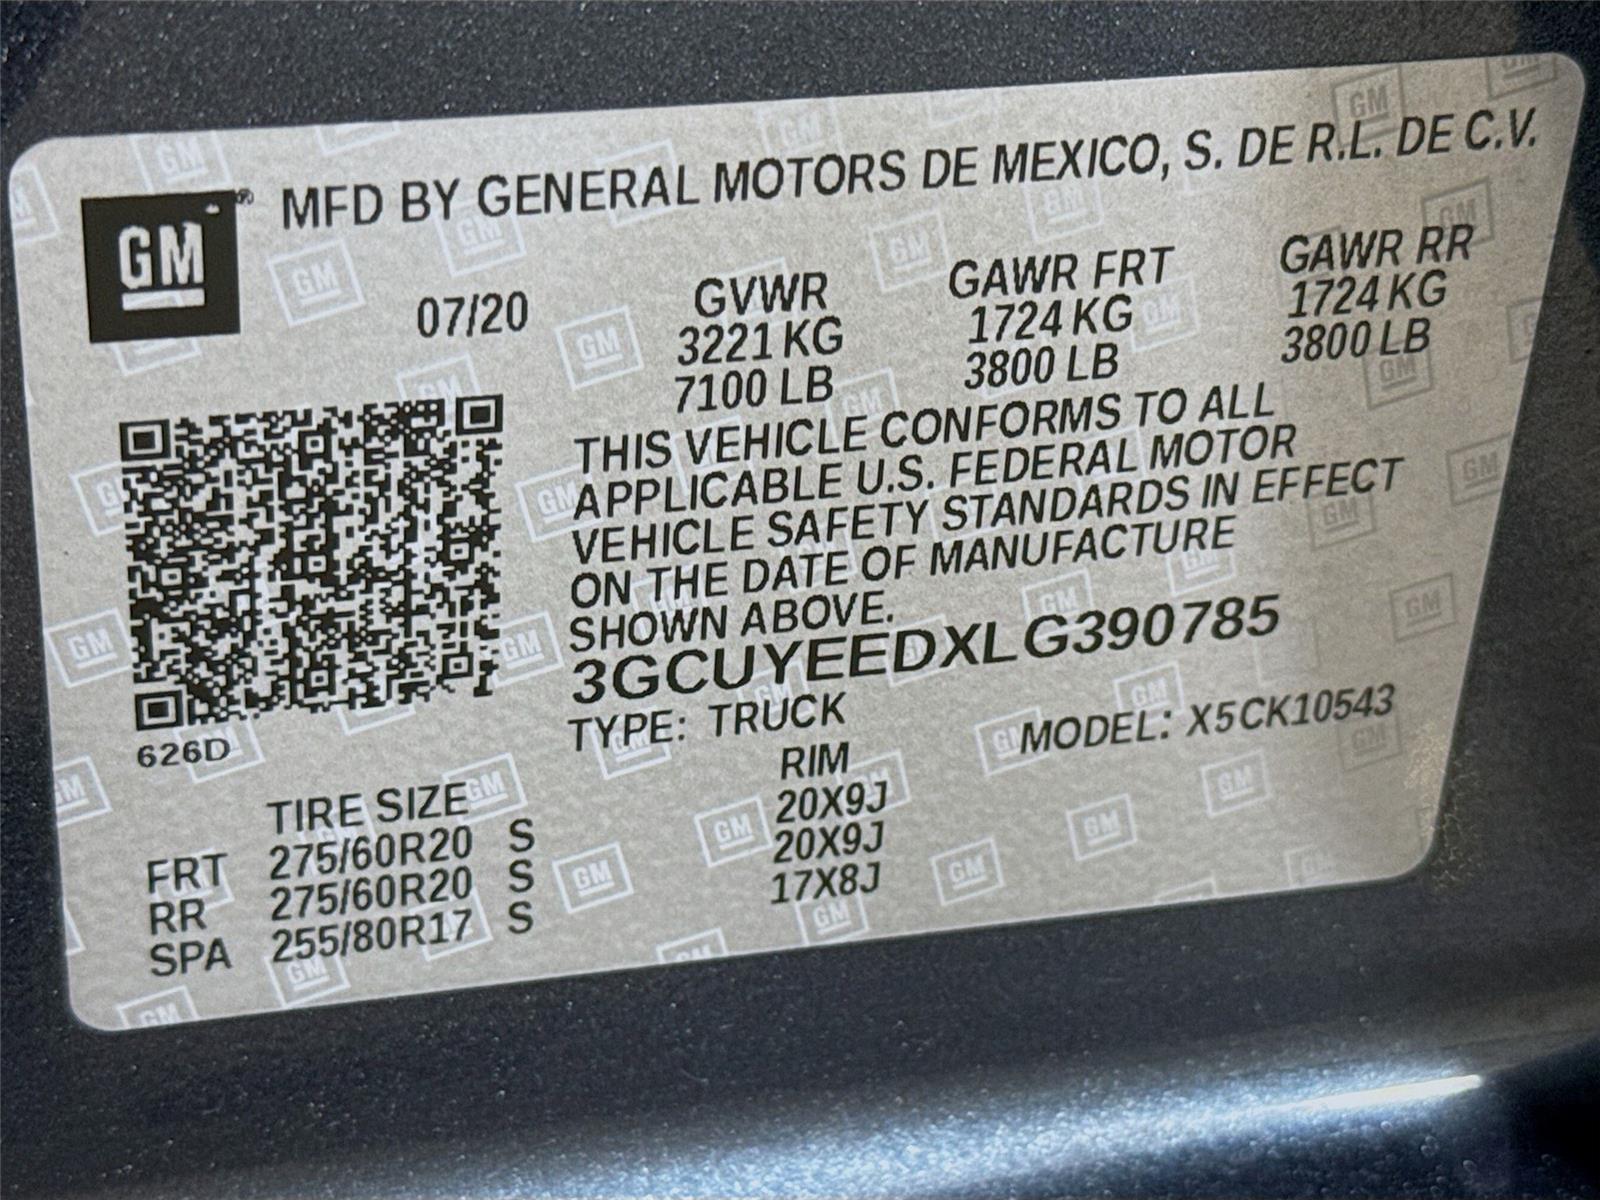 GM® MFD BY GENERAL MOTORS DE MEXICO, S. DE R.L. DE C.V.
07/20
GVWR GAWR FRT GAWR RR
3221 KG 1724 KG 1724 KG
7100 LB 3800 LB 3800 LB
THIS VEHICLE CONFORMS TO ALL
APPLICABLE U.S. FEDERAL MOTOR
VEHICLE SAFETY STANDARDS IN EFFECT
ON THE DATE OF MANUFACTURE
SHOWN ABOVE.
3GCUYEEDXLG390785
TYPE: TRUCK MODEL: X5CK10543
626D
TIRE SIZE RIM
FRT 275/60R20 S 20X9J
RR 275/60R20 S 20X9J
SPA 255/80R17 S 17X8J